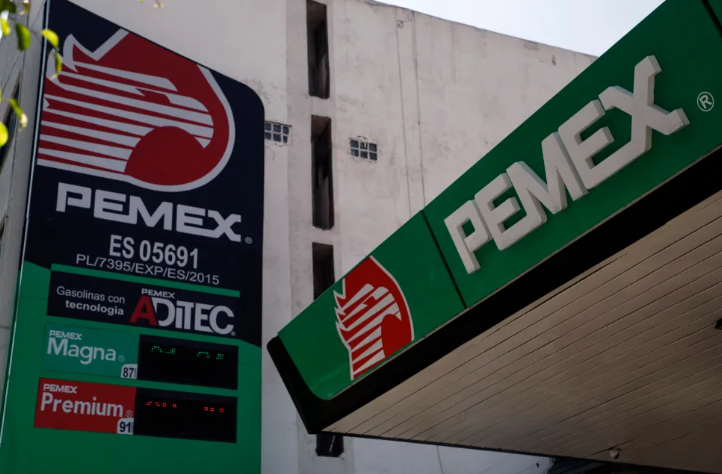 PEMEX®
ES 05691
PL/7395/EXP/ES/2015
Gasolinas con
tecnología
PEMEX
ADITEC®
PEMEX
Magna®
87
PEMEX
Premium®
91
PEMEX®